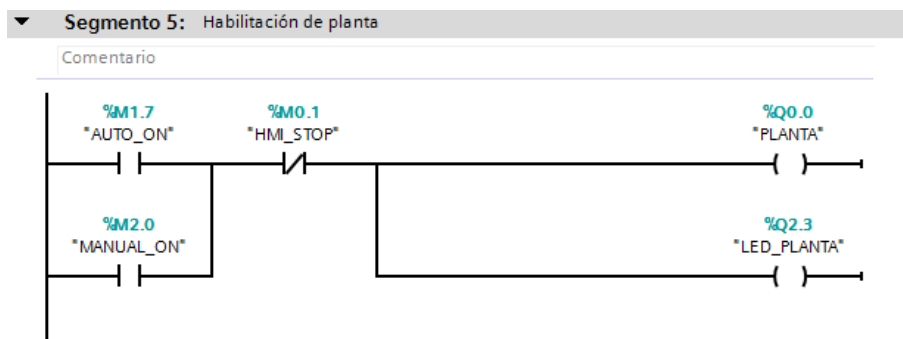 Segmento 5: Habilitación de planta
Comentario
%M1.7 %M0.1 %Q0.0
"AUTO_ON" "HMI_STOP" "PLANTA"
%M2.0 %Q2.3
"MANUAL_ON" "LED_PLANTA"